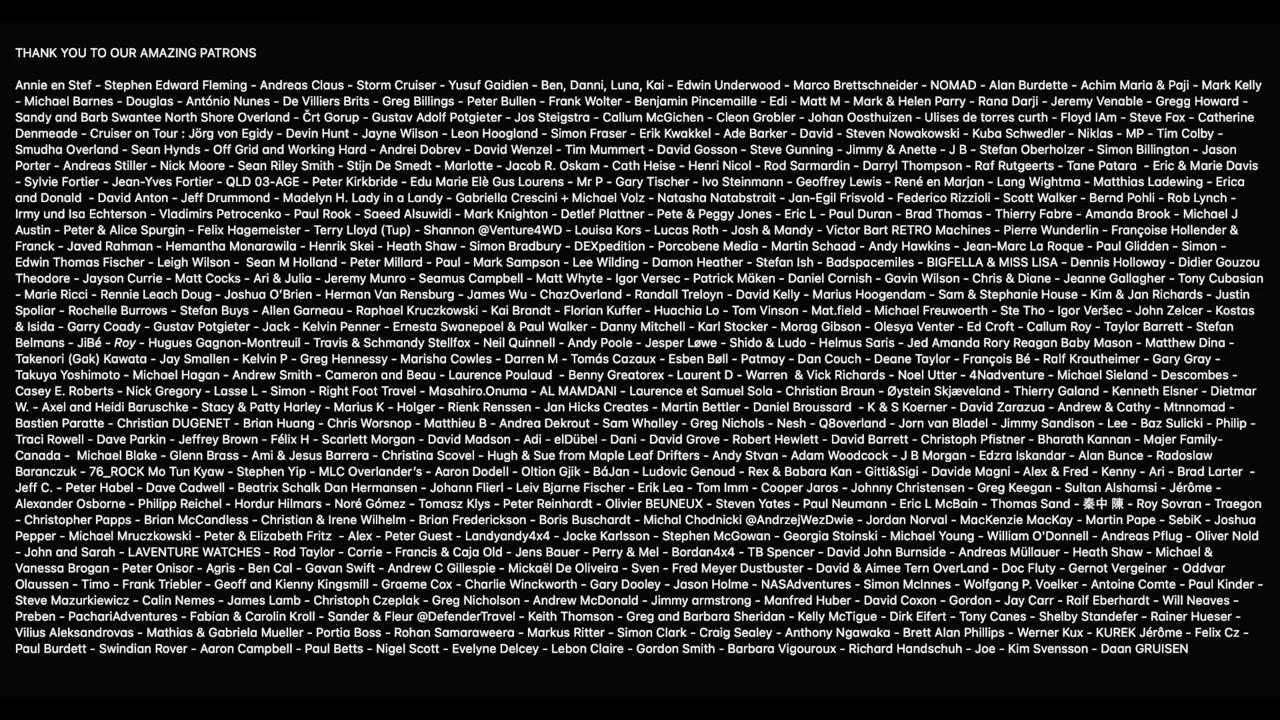 THANK YOU TO OUR AMAZING PATRONS
Annie en Stef - Stephen Edward Fleming - Andreas Claus - Storm Cruiser - Yusuf Gaidien - Ben, Danni, Luna, Kai - Edwin Underwood - Marco Brettschneider - NOMAD - Alan Burdette - Achim Maria & Paji - Mark Kelly
- Michael Barnes - Douglas - António Nunes - De Villiers Brits - Greg Billings - Peter Bullen - Frank Wolter - Benjamin Pincemaille - Edi - Matt M - Mark & Helen Parry - Rana Darji - Jeremy Venable - Gregg Howard -
Sandy and Barb Swantee North Shore Overland - Črt Gorup - Gustav Adolf Potgieter - Jos Steigstra - Callum McGichen - Cleon Grobler - Johan Oosthuizen - Ulises de torres curth - Floyd IAm - Steve Fox - Catherine
Denmeade - Cruiser on Tour : Jörg von Egidy - Devin Hunt - Jayne Wilson - Leon Hoogland - Simon Fraser - Erik Kwakkel - Ade Barker - David - Steven Nowakowski - Kuba Schwedler - Niklas - MP - Tim Colby -
Smudha Overland - Sean Hynds - Off Grid and Working Hard - Andrei Dobrev - David Wenzel - Tim Mummert - David Gosson - Steve Gunning - Jimmy & Anette - J B - Stefan Oberholzer - Simon Billington - Jason
Porter - Andreas Stiller - Nick Moore - Sean Riley Smith - Stijn De Smedt - Marlotte - Jacob R. Oskam - Cath Heise - Henri Nicol - Rod Sarmardin - Darryl Thompson - Raf Rutgeerts - Tane Patara - Eric & Marie Davis
- Sylvie Fortier - Jean-Yves Fortier - QLD 03-AGE - Peter Kirkbride - Edu Marie Elè Gus Lourens - Mr P - Gary Tischer - Ivo Steinmann - Geoffrey Lewis - René en Marjan - Lang Wightma - Matthias Ladewing - Erica
and Donald - David Anton - Jeff Drummond - Madelyn H. Lady in a Landy - Gabriella Crescini + Michael Volz - Natasha Natabstrait - Jan-Egil Frisvold - Federico Rizzioli - Scott Walker - Bernd Pohli - Rob Lynch -
Irmy und Isa Echterson - Vladimirs Petrocenko - Paul Rook - Saeed Alsuwidi - Mark Knighton - Detlef Plattner - Pete & Peggy Jones - Eric L - Paul Duran - Brad Thomas - Thierry Fabre - Amanda Brook - Michael J
Austin - Peter & Alice Spurgin - Felix Hagemeister - Terry Lloyd (Tup) - Shannon @Venture4WD - Louisa Kors - Lucas Roth - Josh & Mandy - Victor Bart RETRO Machines - Pierre Wunderlin - Françoise Hollender &
Franck - Javed Rahman - Hemantha Monarawila - Henrik Skei - Heath Shaw - Simon Bradbury - DEXpedition - Porcobene Media - Martin Schaad - Andy Hawkins - Jean-Marc La Roque - Paul Glidden - Simon -
Edwin Thomas Fischer - Leigh Wilson - Sean M Holland - Peter Millard - Paul - Mark Sampson - Lee Wilding - Damon Heather - Stefan Ish - Badspacemiles - BIGFELLA & MISS LISA - Dennis Holloway - Didier Gouzou
Theodore - Jayson Currie - Matt Cocks - Ari & Julia - Jeremy Munro - Seamus Campbell - Matt Whyte - Igor Versec - Patrick Mäken - Daniel Cornish - Gavin Wilson - Chris & Diane - Jeanne Gallagher - Tony Cubasian
- Marie Ricci - Rennie Leach Doug - Joshua O'Brien - Herman Van Rensburg - James Wu - ChazOverland - Randall Treloyn - David Kelly - Marius Hoogendam - Sam & Stephanie House - Kim & Jan Richards - Justin
Spoliar - Rochelle Burrows - Stefan Buys - Allen Garneau - Raphael Kruczkowski - Kai Brandt - Florian Kuffer - Huachia Lo - Tom Vinson - Mat.field - Michael Freuwoerth - Ste Tho - Igor Veršec - John Zelcer - Kostas
& Isida - Garry Coady - Gustav Potgieter - Jack - Kelvin Penner - Ernesta Swanepoel & Paul Walker - Danny Mitchell - Karl Stocker - Morag Gibson - Olesya Venter - Ed Croft - Callum Roy - Taylor Barrett - Stefan
Belmans - JiBé - Roy - Hugues Gagnon-Montreuil - Travis & Schmandy Stellfox - Neil Quinnell - Andy Poole - Jesper Løwe - Shido & Ludo - Helmus Saris - Jed Amanda Rory Reagan Baby Mason - Matthew Dina -
Takenori (Gak) Kawata - Jay Smallen - Kelvin P - Greg Hennessy - Marisha Cowles - Darren M - Tomás Cazaux - Esben Bøll - Patmay - Dan Couch - Deane Taylor - François Bé - Ralf Krautheimer - Gary Gray -
Takuya Yoshimoto - Michael Hagan - Andrew Smith - Cameron and Beau - Laurence Poulaud - Benny Greatorex - Laurent D - Warren & Vick Richards - Noel Utter - 4Nadventure - Michael Sieland - Descombes -
Casey E. Roberts - Nick Gregory - Lasse L - Simon - Right Foot Travel - Masahiro.Onuma - AL MAMDANI - Laurence et Samuel Sola - Christian Braun - Øystein Skjæveland - Thierry Galand - Kenneth Elsner - Dietmar
W. - Axel and Heidi Baruschke - Stacy & Patty Harley - Marius K - Holger - Rienk Renssen - Jan Hicks Creates - Martin Bettler - Daniel Broussard - K & S Koerner - David Zarazua - Andrew & Cathy - Mtnnomad -
Bastien Paratte - Christian DUGENET - Brian Huang - Chris Worsnop - Matthieu B - Andrea Dekrout - Sam Whalley - Greg Nichols - Nesh - Q8overland - Jorn van Bladel - Jimmy Sandison - Lee - Baz Sulicki - Philip -
Traci Rowell - Dave Parkin - Jeffrey Brown - Félix H - Scarlett Morgan - David Madson - Adi - elDübel - Dani - David Grove - Robert Hewlett - David Barrett - Christoph Pfistner - Bharath Kannan - Majer Family-
Canada - Michael Blake - Glenn Brass - Ami & Jesus Barrera - Christina Scovel - Hugh & Sue from Maple Leaf Drifters - Andy Stvan - Adam Woodcock - J B Morgan - Edzra Iskandar - Alan Bunce - Radoslaw
Baranczuk - 76_ROCK Mo Tun Kyaw - Stephen Yip - MLC Overlander's - Aaron Dodell - Oltion Gjik - BáJan - Ludovic Genoud - Rex & Babara Kan - Gitti&Sigi - Davide Magni - Alex & Fred - Kenny - Ari - Brad Larter -
Jeff C. - Peter Habel - Dave Cadwell - Beatrix Schalk Dan Hermansen - Johann Flierl - Leiv Bjarne Fischer - Erik Lea - Tom Imm - Cooper Jaros - Johnny Christensen - Greg Keegan - Sultan Alshamsi - Jérôme -
Alexander Osborne - Philipp Reichel - Hordur Hilmars - Noré Gómez - Tomasz Klys - Peter Reinhardt - Olivier BEUNEUX - Steven Yates - Paul Neumann - Eric L McBain - Thomas Sand - 秦中 陳 - Roy Sovran - Traegon
- Christopher Papps - Brian McCandless - Christian & Irene Wilhelm - Brian Frederickson - Boris Buschardt - Michal Chodnicki @AndrzejWezDwie - Jordan Norval - MacKenzie MacKay - Martin Pape - SebiK - Joshua
Pepper - Michael Mruczkowski - Peter & Elizabeth Fritz - Alex - Peter Guest - Landyandy4x4 - Jocke Karlsson - Stephen McGowan - Georgia Stoinski - Michael Young - William O'Donnell - Andreas Pflug - Oliver Nold
- John and Sarah - LAVENTURE WATCHES - Rod Taylor - Corrie - Francis & Caja Old - Jens Bauer - Perry & Mel - Bordan4x4 - TB Spencer - David John Burnside - Andreas Müllauer - Heath Shaw - Michael &
Vanessa Brogan - Peter Onisor - Agris - Ben Cal - Gavan Swift - Andrew C Gillespie - Mickaël De Oliveira - Sven - Fred Meyer Dustbuster - David & Aimee Tern OverLand - Doc Fluty - Gernot Vergeiner - Oddvar
Olaussen - Timo - Frank Triebler - Geoff and Kienny Kingsmill - Graeme Cox - Charlie Winckworth - Gary Dooley - Jason Holme - NASAdventures - Simon McInnes - Wolfgang P. Voelker - Antoine Comte - Paul Kinder -
Steve Mazurkiewicz - Calin Nemes - James Lamb - Christoph Czeplak - Greg Nicholson - Andrew McDonald - Jimmy armstrong - Manfred Huber - David Coxon - Gordon - Jay Carr - Ralf Eberhardt - Will Neaves -
Preben - PachariAdventures - Fabian & Carolin Kroll - Sander & Fleur @DefenderTravel - Keith Thomson - Greg and Barbara Sheridan - Kelly McTigue - Dirk Eifert - Tony Canes - Shelby Standefer - Rainer Hueser -
Vilius Aleksandrovas - Mathias & Gabriela Mueller - Portia Boss - Rohan Samaraweera - Markus Ritter - Simon Clark - Craig Sealey - Anthony Ngawaka - Brett Alan Phillips - Werner Kux - KUREK Jérôme - Felix Cz -
Paul Burdett - Swindian Rover - Aaron Campbell - Paul Betts - Nigel Scott - Evelyne Delcey - Lebon Claire - Gordon Smith - Barbara Vigouroux - Richard Handschuh - Joe - Kim Svensson - Daan GRUISEN